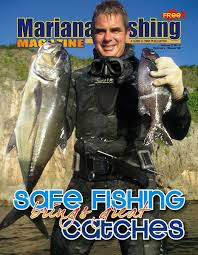 FREE
Marianas Fishing
MAGAZINE
SAFE FISHING
brings great
CATCHES